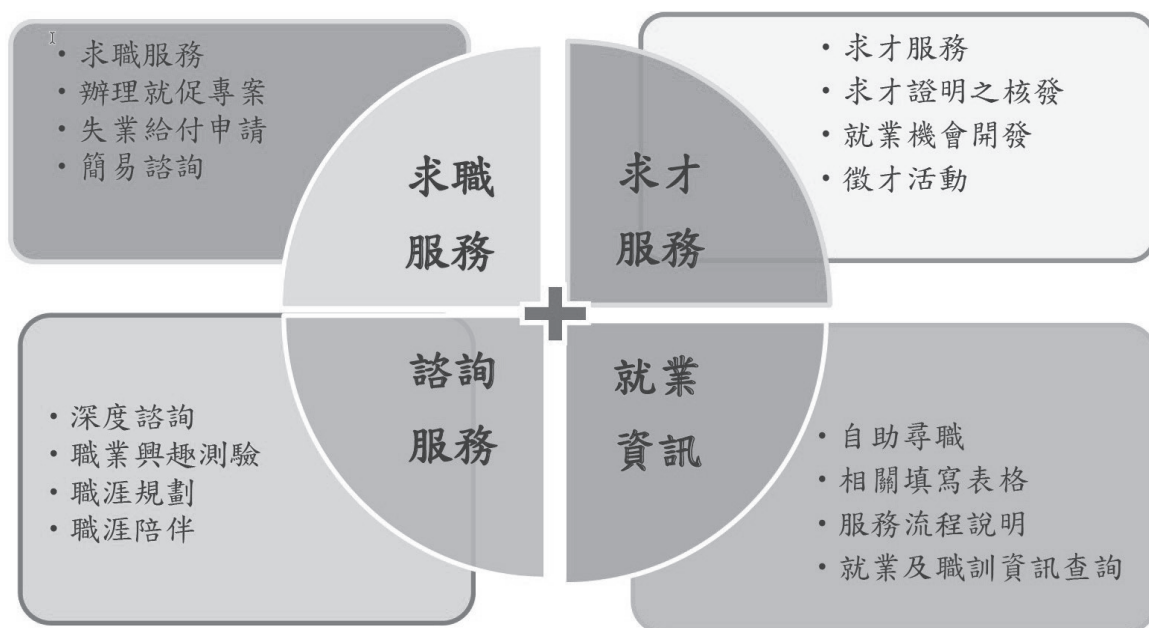 • 求職服務
• 辦理就促專案
• 失業給付申請
• 簡易諮詢
求職
服務
• 求才服務
• 求才證明之核發
• 就業機會開發
• 徵才活動
求才
服務
• 深度諮詢
• 職業興趣測驗
• 職涯規劃
• 職涯陪伴
諮詢
服務
• 自助尋職
• 相關填寫表格
• 服務流程說明
• 就業及職訓資訊查詢
就業
資訊